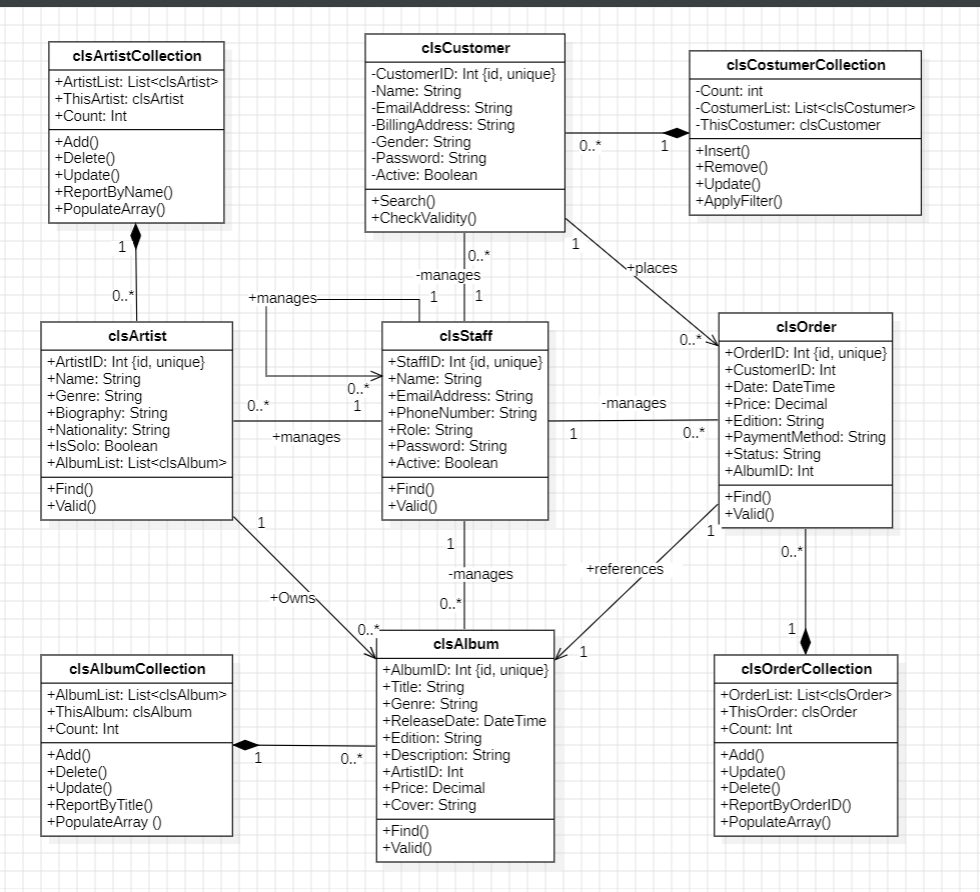 clsArtistCollection
+ArtistList: List<clsArtist>
+ThisArtist: clsArtist
+Count: Int
+Add()
+Delete()
+Update()
+ReportByName()
+PopulateArray()
clsCustomer
-CustomerID: Int {id, unique}
-Name: String
-EmailAddress: String
-BillingAddress: String
-Gender: String
-Password: String
-Active: Boolean
+Search()
+CheckValidity()
clsCostumerCollection
-Count: int
-CostumerList: List<clsCostumer>
-ThisCostumer: clsCustomer
+Insert()
+Remove()
+Update()
+ApplyFilter()
0..*
1
1
0..*
0..*
-manages
1
1
+manages
0..*
1
+places
0..*
clsArtist
+ArtistID: Int {id, unique}
+Name: String
+Genre: String
+Biography: String
+Nationality: String
+IsSolo: Boolean
+AlbumList: List<clsAlbum>
+Find()
+Valid()
0..*
1
+manages
clsStaff
+StaffID: Int {id, unique}
+Name: String
+EmailAddress: String
+PhoneNumber: String
+Role: String
+Password: String
+Active: Boolean
+Find()
+Valid()
-manages
1
0..*
clsOrder
+OrderID: Int {id, unique}
+CustomerID: Int
+Date: DateTime
+Price: Decimal
+Edition: String
+PaymentMethod: String
+Status: String
+AlbumID: Int
+Find()
+Valid()
1
+Owns
0..*
1
-manages
0..*
1
+references
1
0..*
1
clsAlbumCollection
+AlbumList: List<clsAlbum>
+ThisAlbum: clsAlbum
+Count: Int
+Add()
+Delete()
+Update()
+ReportByTitle()
+PopulateArray ()
1
0..*
clsAlbum
+AlbumID: Int {id, unique}
+Title: String
+Genre: String
+ReleaseDate: DateTime
+Edition: String
+Description: String
+ArtistID: Int
+Price: Decimal
+Cover: String
+Find()
+Valid()
clsOrderCollection
+OrderList: List<clsOrder>
+ThisOrder: clsOrder
+Count: Int
+Add()
+Update()
+Delete()
+ReportByOrderID()
+PopulateArray()